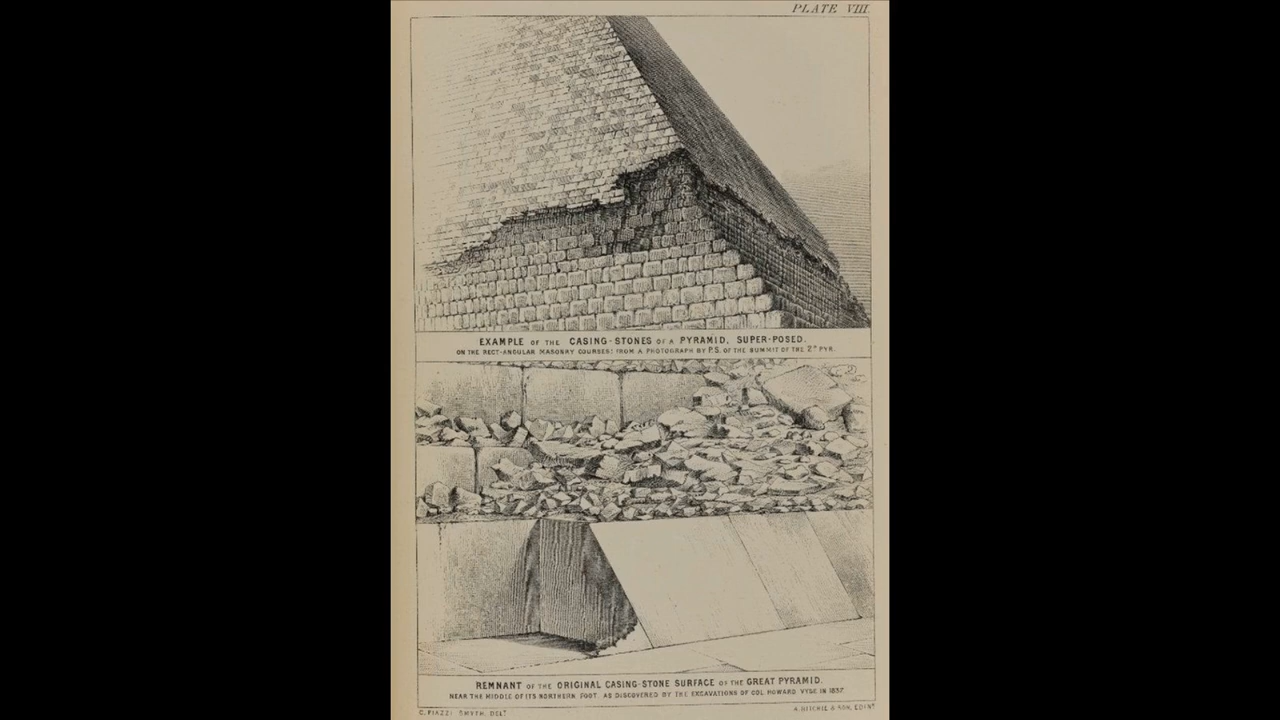 PLATE VIII.
EXAMPLE OF THE CASING-STONES OF A PYRAMID, SUPER-POSED.
ON THE RECT-ANGULAR MASONRY COURSES: FROM A PHOTOGRAPH BY P.S. OF THE SUMMIT OF THE 2ᴰ PYR.
REMNANT OF THE ORIGINAL CASING-STONE SURFACE OF THE GREAT PYRAMID.
NEAR THE MIDDLE OF ITS NORTHERN FOOT, AS DISCOVERED BY THE EXCAVATIONS OF COL. HOWARD VYSE IN 1837
C. PIAZZI SMYTH, DELᵀ
A. RITCHIE & SON, EDINᴿ